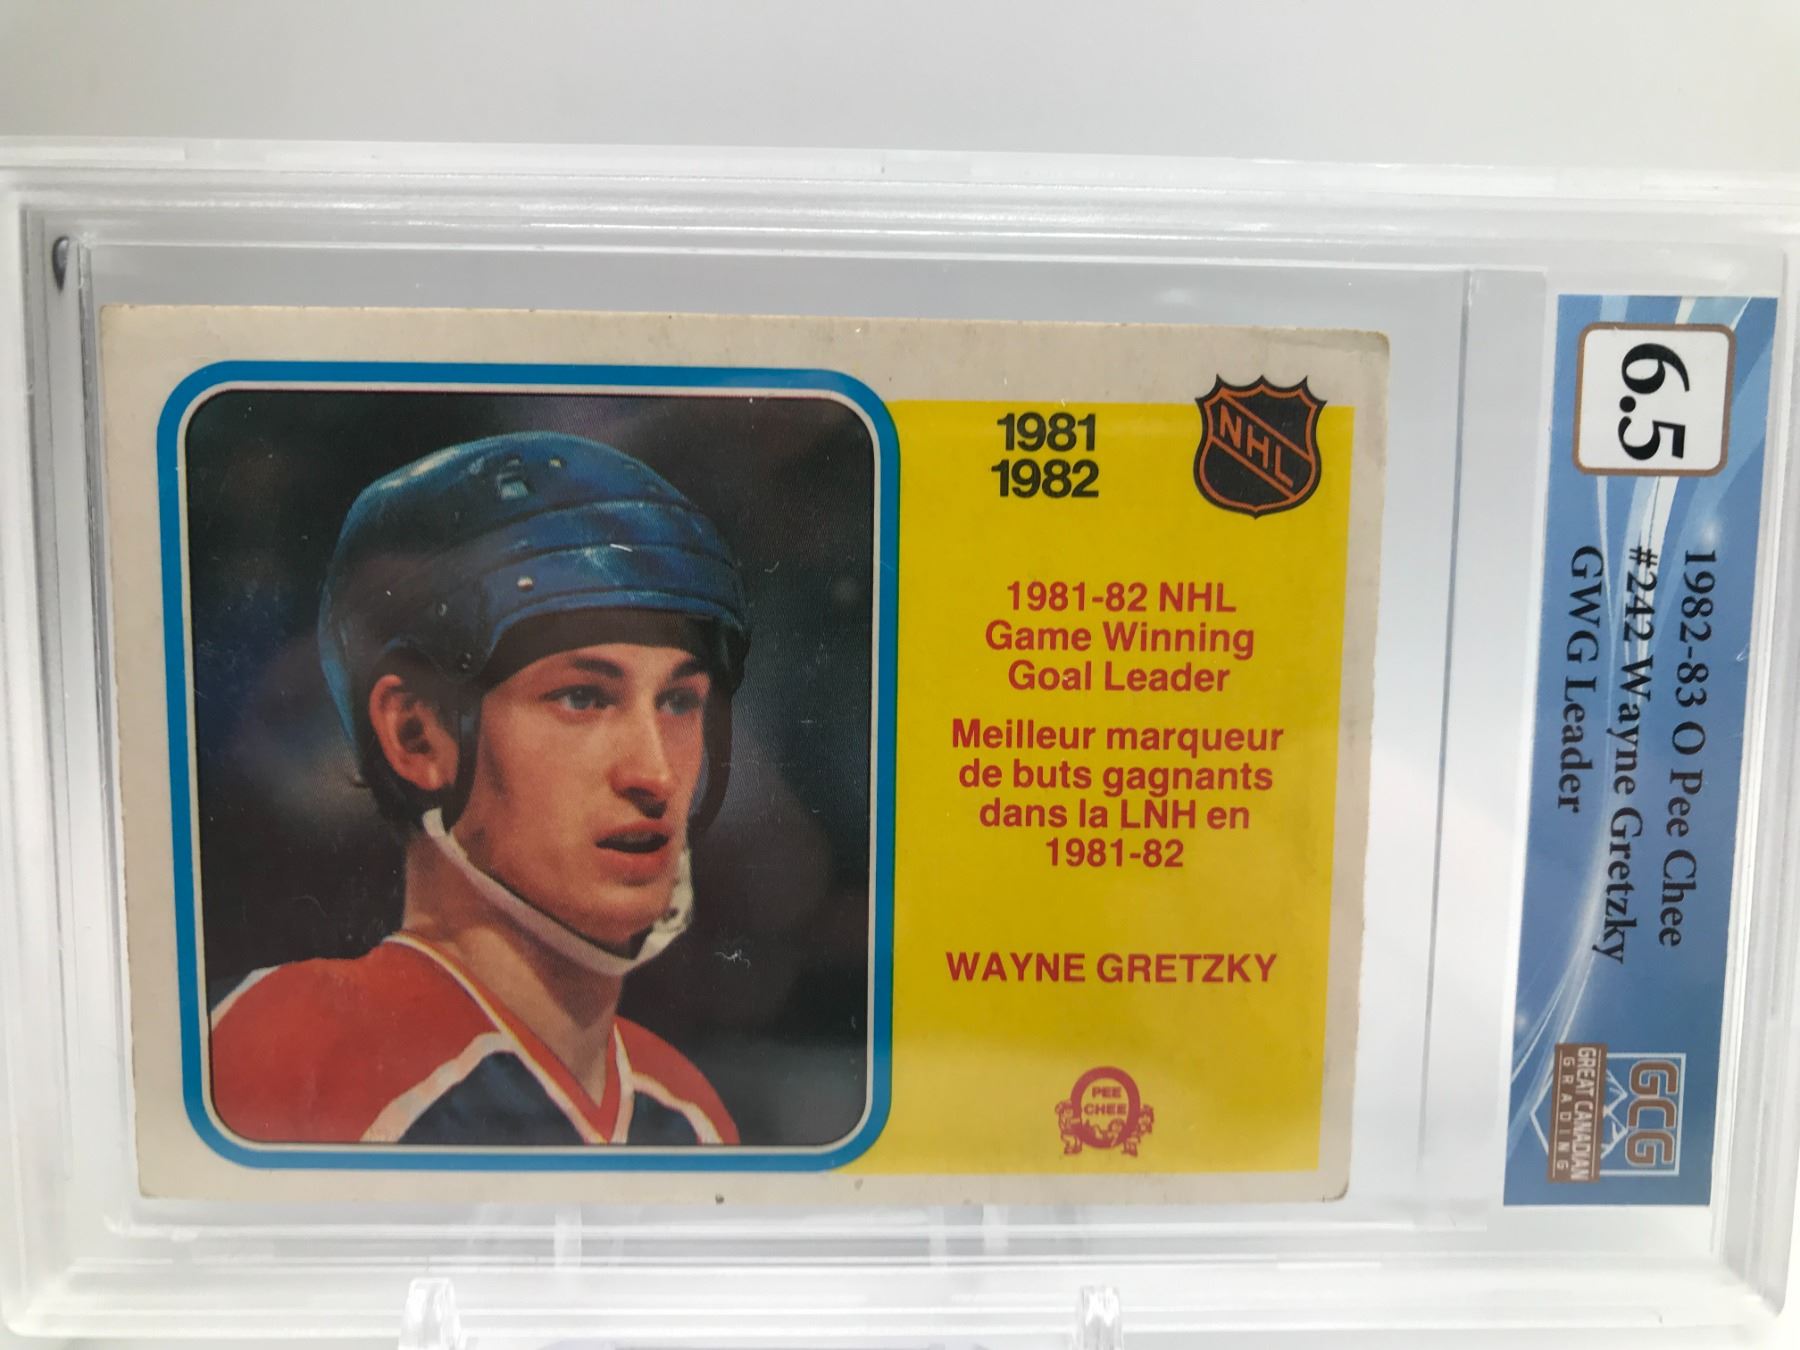 1981
1982
NHL
1981-82 NHL
Game Winning
Goal Leader
Meilleur marqueur
de buts gagnants
dans la LNH en
1981-82
WAYNE GRETZKY
PEE
CHEE
6.5
1982-83 O Pee Chee
#242 Wayne Gretzky
GWG Leader
GCG
GREAT CANADIAN
GRADING